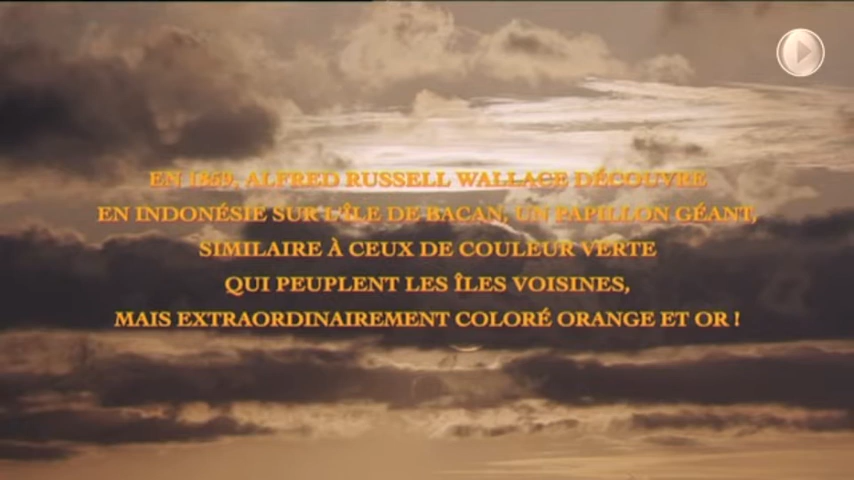 EN 1859, ALFRED RUSSELL WALLACE DÉCOUVRE
EN INDONÉSIE SUR L'ÎLE DE BACAN, UN PAPILLON GÉANT,
SIMILAIRE À CEUX DE COULEUR VERTE
QUI PEUPLENT LES ÎLES VOISINES,
MAIS EXTRAORDINAIREMENT COLORÉ ORANGE ET OR !